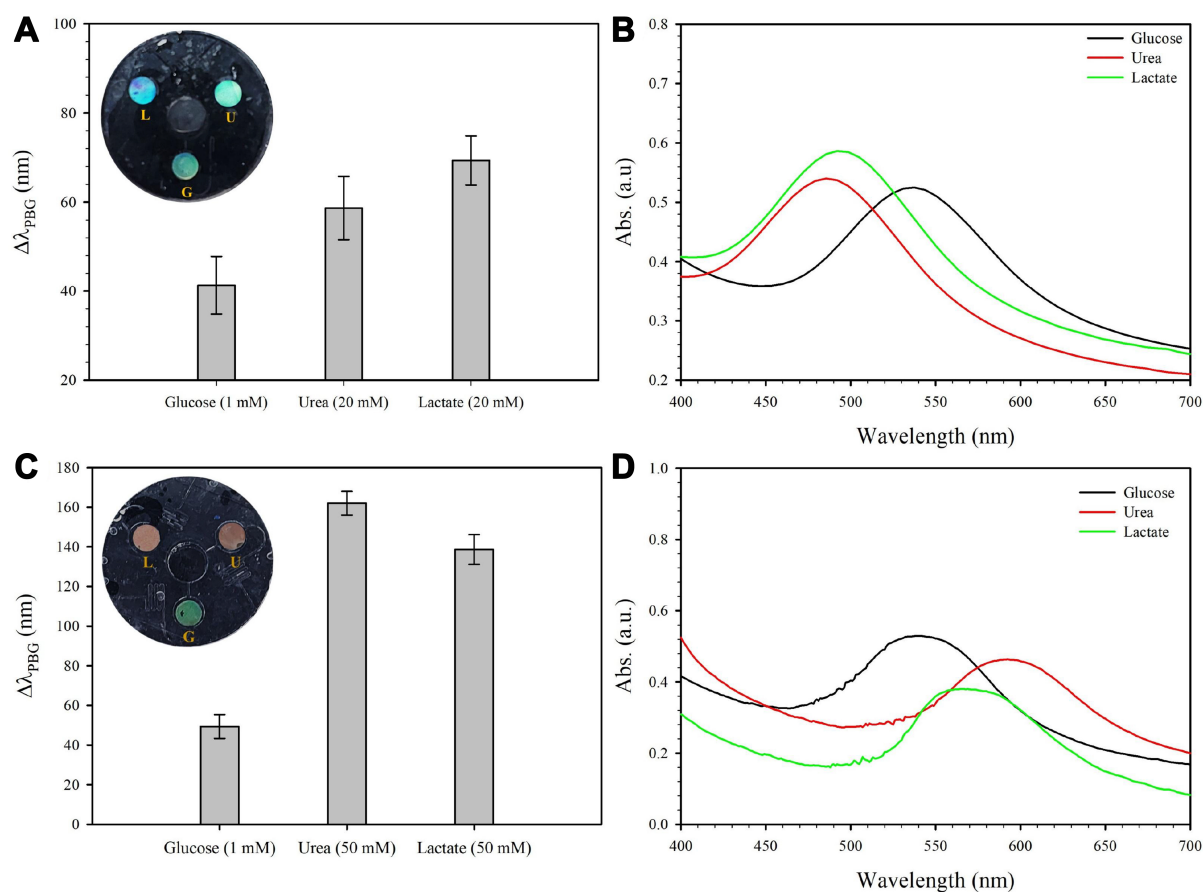 A
100
80
60
40
20
ΔλPBG (nm)
L
U
G
Glucose (1 mM)
Urea (20 mM)
Lactate (20 mM)
B
0.8
0.7
0.6
0.5
0.4
0.3
0.2
Abs. (a.u)
Glucose
Urea
Lactate
400
450
500
550
600
650
700
Wavelength (nm)
C
180
160
140
120
100
80
60
40
20
0
ΔλPBG (nm)
L
U
G
Glucose (1 mM)
Urea (50 mM)
Lactate (50 mM)
D
1.0
0.8
0.6
0.4
0.2
0.0
Abs. (a.u.)
Glucose
Urea
Lactate
400
450
500
550
600
650
700
Wavelength (nm)